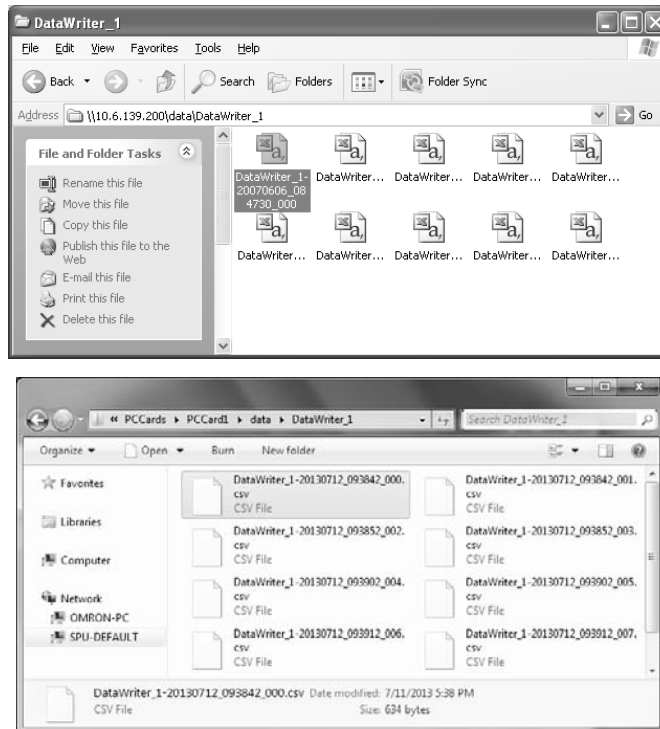 DataWriter_1
File Edit View Favorites Tools Help
Back Search Folders Folder Sync
Address \\10.6.139.200\data\DataWriter_1 Go
File and Folder Tasks
Rename this file
Move this file
Copy this file
Publish this file to the
Web
E-mail this file
Print this file
Delete this file
DataWriter_1-
20070606_08
4730_000
DataWriter... DataWriter... DataWriter... DataWriter...
DataWriter... DataWriter... DataWriter... DataWriter... DataWriter...
« PCCards ▸ PCCard1 ▸ data ▸ DataWriter_1 Search DataWriter_1
Organize Open Burn New folder
Favorites
Libraries
Computer
Network
OMRON-PC
SPU-DEFAULT
DataWriter_1-20130712_093842_000.
csv
CSV File
DataWriter_1-20130712_093842_001.
csv
CSV File
DataWriter_1-20130712_093852_002.
csv
CSV File
DataWriter_1-20130712_093852_003.
csv
CSV File
DataWriter_1-20130712_093902_004.
csv
CSV File
DataWriter_1-20130712_093902_005.
csv
CSV File
DataWriter_1-20130712_093912_006.
csv
CSV File
DataWriter_1-20130712_093912_007.
csv
CSV File
DataWriter_1-20130712_093842_000.csv Date modified: 7/11/2013 5:38 PM
CSV File Size: 634 bytes